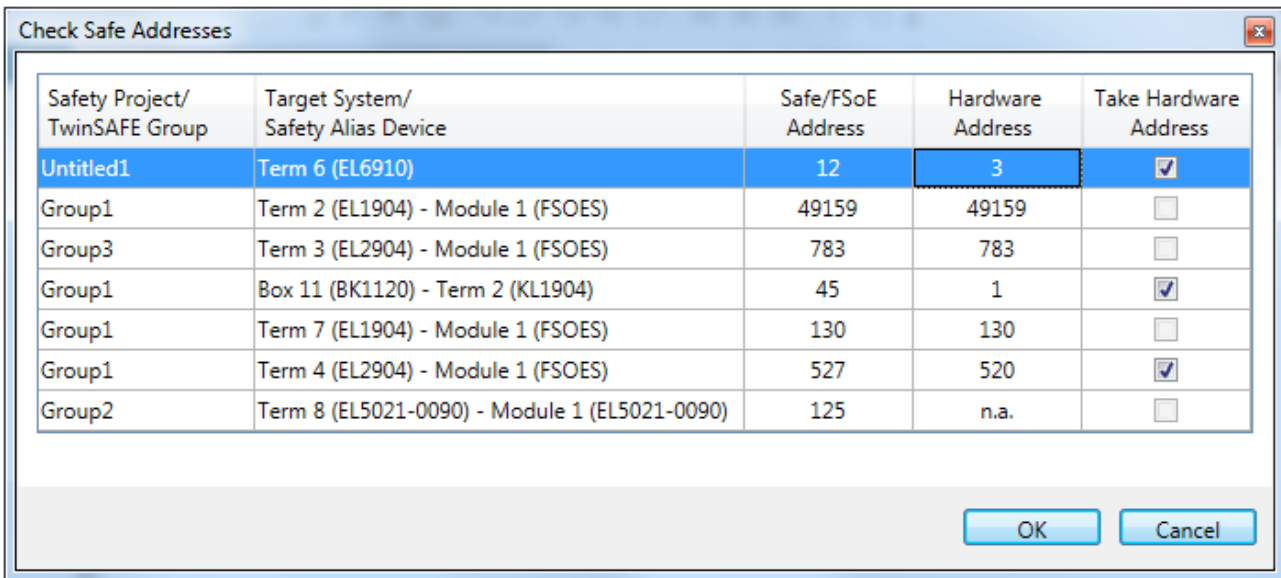 Check Safe Addresses
Safety Project/ Target System/ Safe/FSoE Hardware Take Hardware
TwinSAFE Group Safety Alias Device Address Address Address
Untitled1 Term 6 (EL6910) 12 3
Group1 Term 2 (EL1904) - Module 1 (FSOES) 49159 49159
Group3 Term 3 (EL2904) - Module 1 (FSOES) 783 783
Group1 Box 11 (BK1120) - Term 2 (KL1904) 45 1
Group1 Term 7 (EL1904) - Module 1 (FSOES) 130 130
Group1 Term 4 (EL2904) - Module 1 (FSOES) 527 520
Group2 Term 8 (EL5021-0090) - Module 1 (EL5021-0090) 125 n.a.
OK Cancel